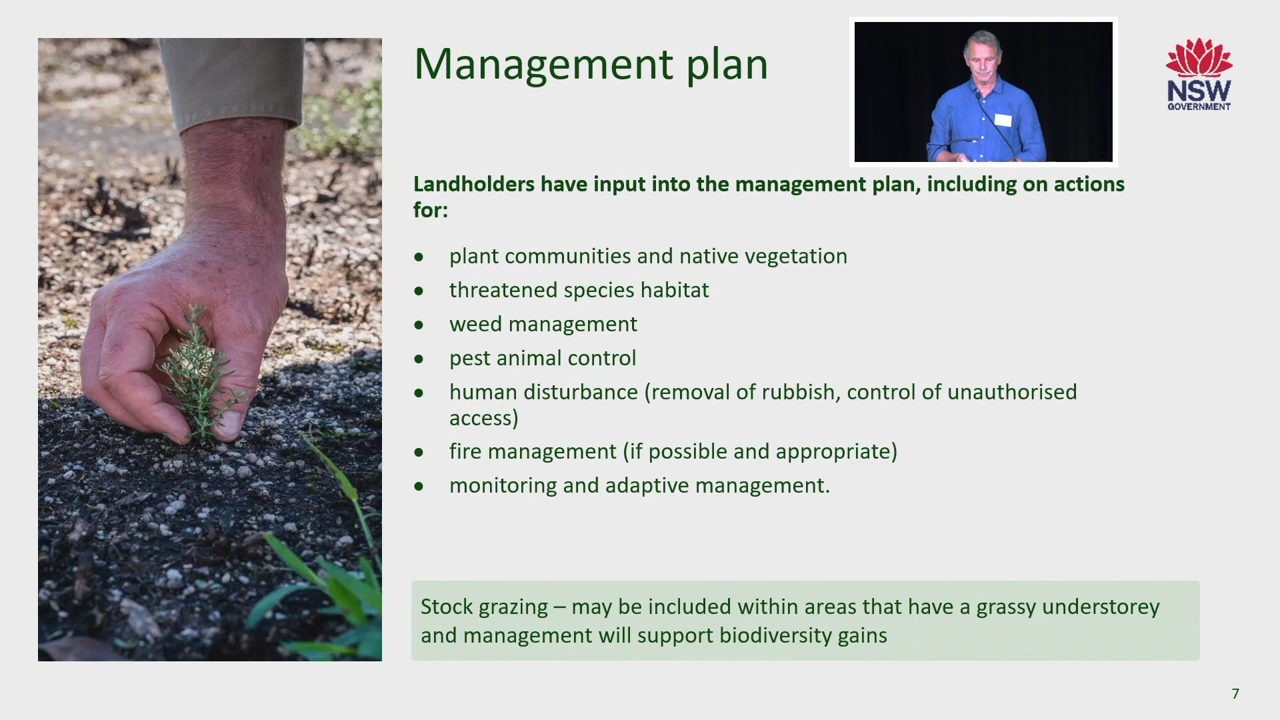 Management plan
NSW
GOVERNMENT
Landholders have input into the management plan, including on actions
for:
• plant communities and native vegetation
• threatened species habitat
• weed management
• pest animal control
• human disturbance (removal of rubbish, control of unauthorised
access)
• fire management (if possible and appropriate)
• monitoring and adaptive management.
Stock grazing – may be included within areas that have a grassy understorey
and management will support biodiversity gains
7